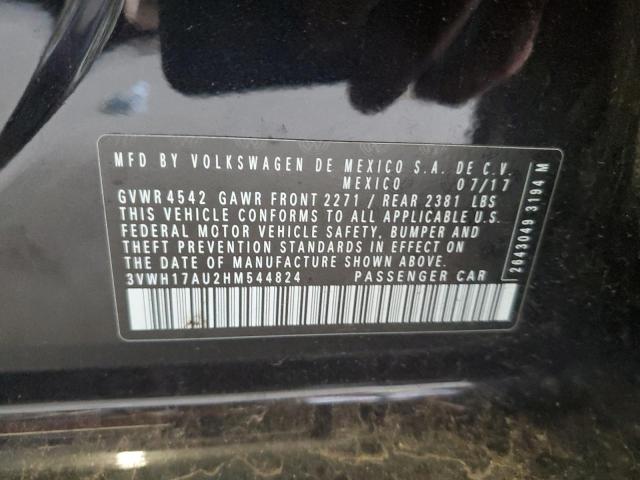 MFD BY VOLKSWAGEN DE MEXICO S.A. DE C.V.
MEXICO 07/17
GVWR 4542 GAWR FRONT 2271 / REAR 2381 LBS
THIS VEHICLE CONFORMS TO ALL APPLICABLE U.S.
FEDERAL MOTOR VEHICLE SAFETY, BUMPER AND
THEFT PREVENTION STANDARDS IN EFFECT ON
THE DATE OF MANUFACTURE SHOWN ABOVE.
3VWH17AU2HM544824 PASSENGER CAR
2643049 3194 M